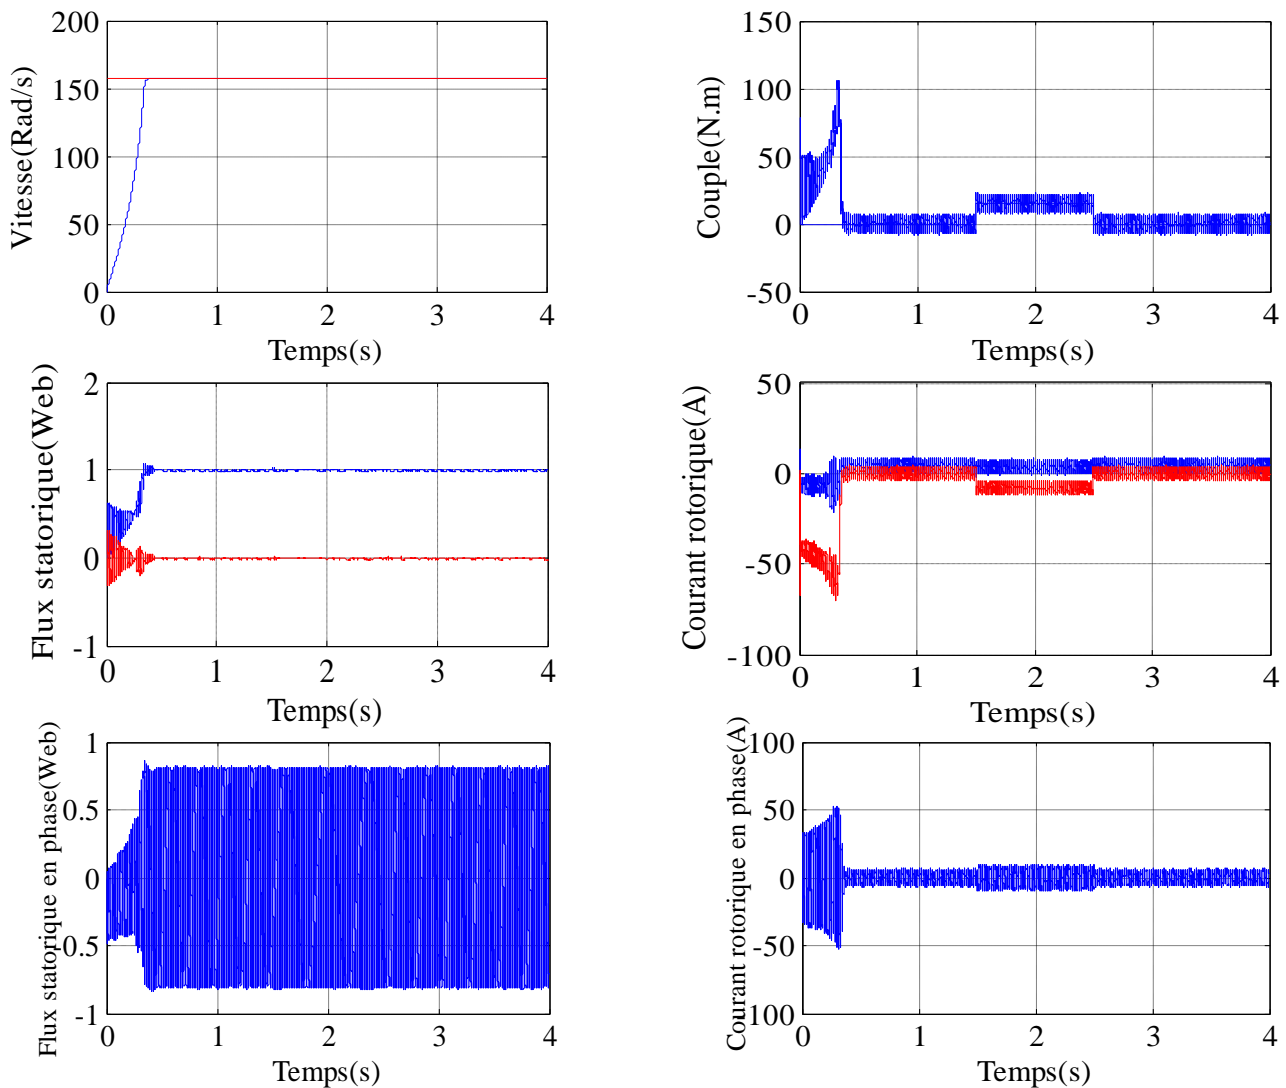 Vitesse(Rad/s)
200
150
100
50
0
0 1 2 3 4
Temps(s)
Couple(N.m)
150
100
50
0
-50
0 1 2 3 4
Temps(s)
Flux statorique(Web)
2
1
0
-1
0 1 2 3 4
Temps(s)
Courant rotorique(A)
50
0
-50
-100
0 1 2 3 4
Temps(s)
Flux statorique en phase(Web)
1
0.5
0
-0.5
-1
0 1 2 3 4
Temps(s)
Courant rotorique en phase(A)
100
50
0
50
100
0 1 2 3 4
Temps(s)